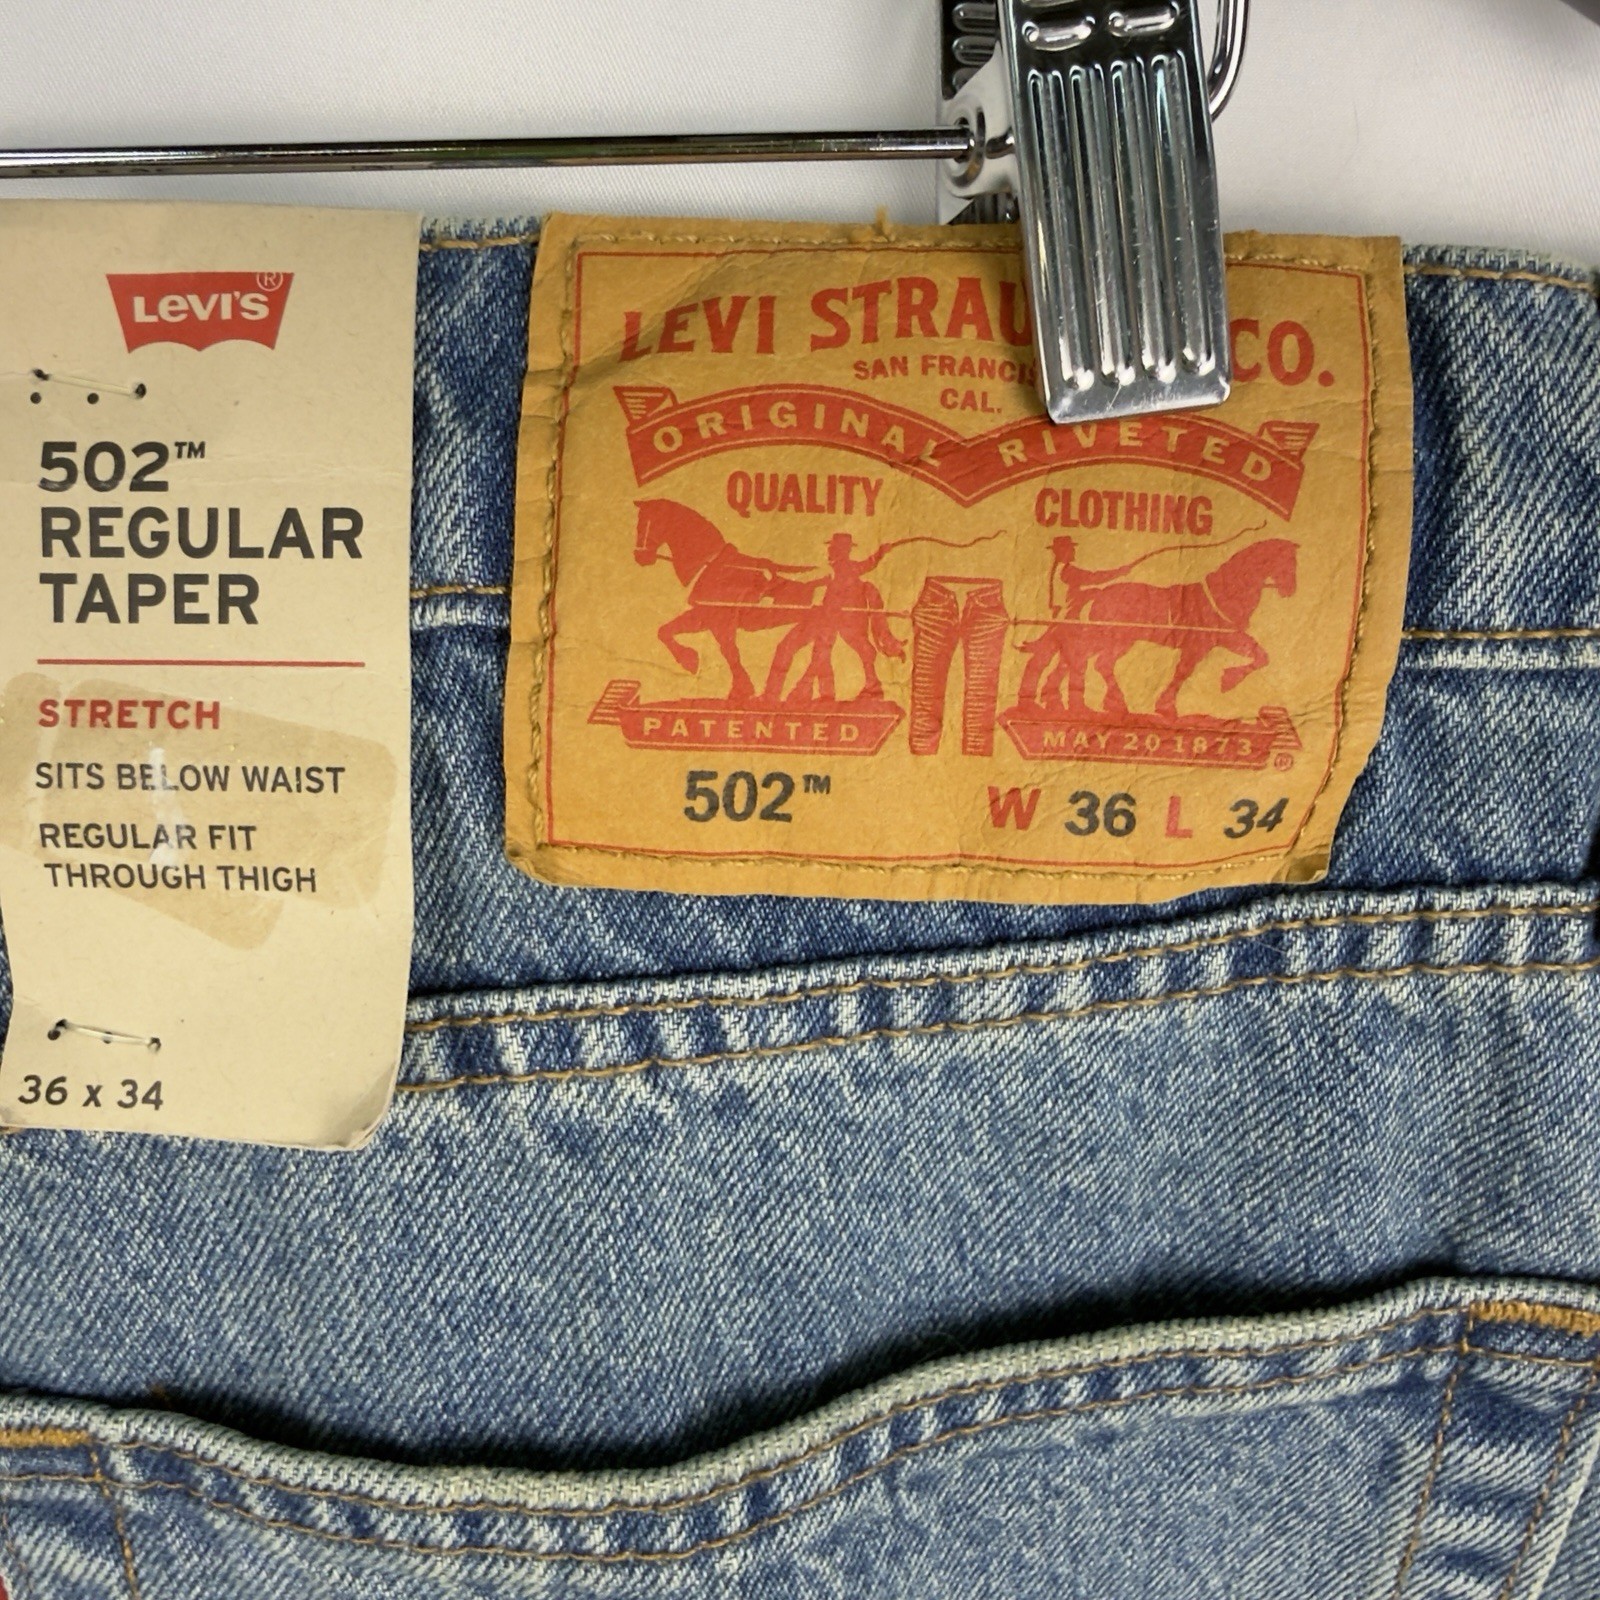 LEVI'S ®
502™
REGULAR
TAPER
STRETCH
SITS BELOW WAIST
REGULAR FIT
THROUGH THIGH
36 x 34
LEVI STRAU CO.
SAN FRANCIS
CAL.
ORIGINAL RIVETED
QUALITY CLOTHING
PATENTED MAY 20 1873 ®
502™ W 36 L 34